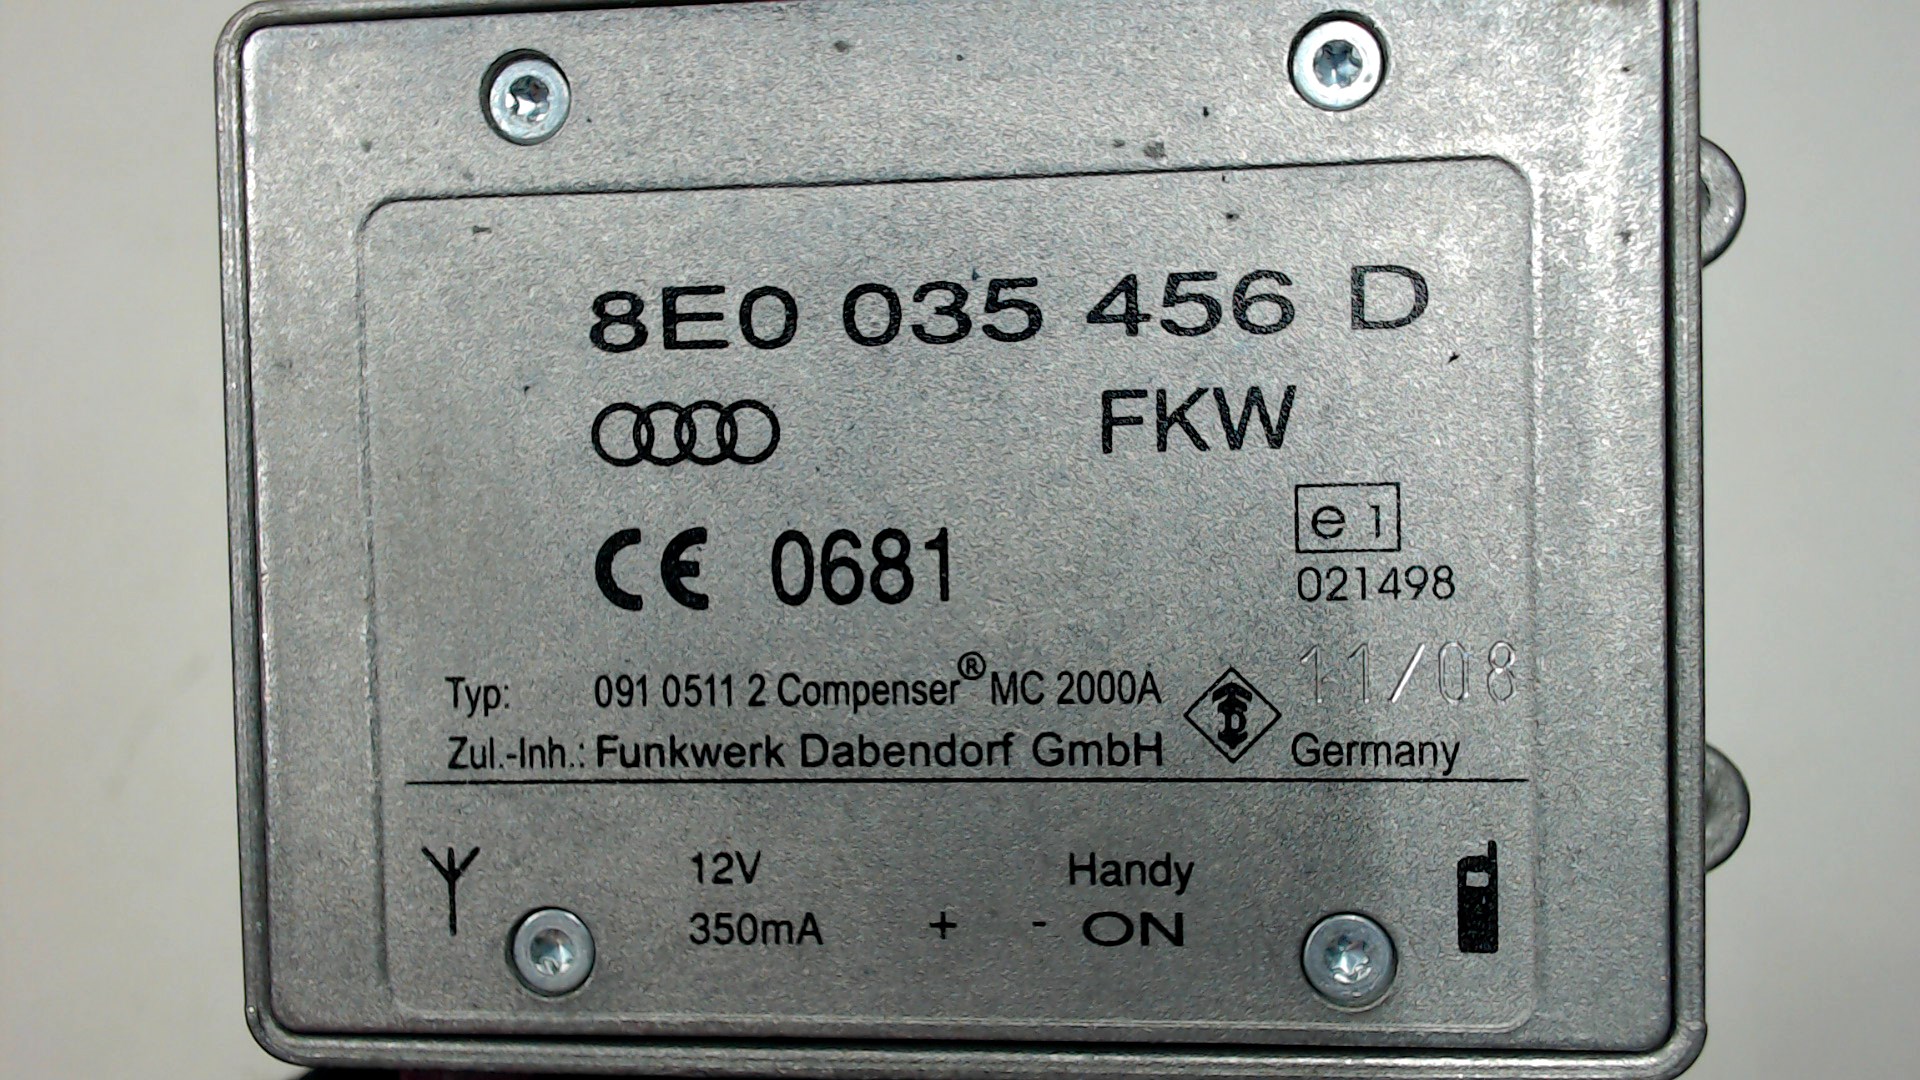 8E0 035 456 D
FKW
CE 0681
e 1
021498
11/08
Typ: 091 0511 2 Compenser® MC 2000A
Zul.-Inh.: Funkwerk Dabendorf GmbH Germany
12V Handy
350mA + - ON